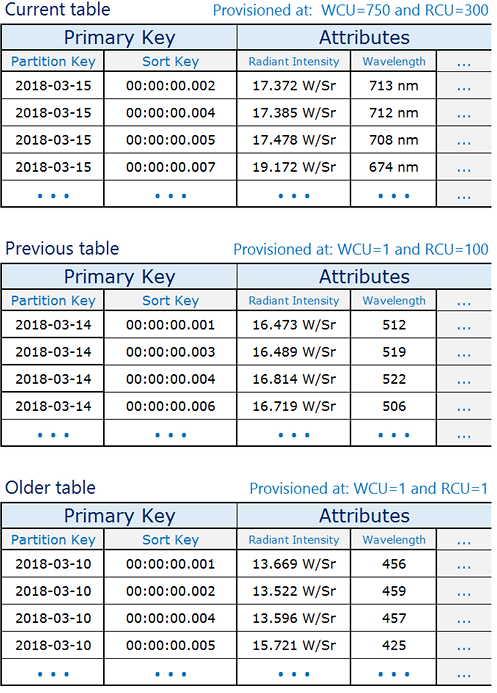 Current table Provisioned at: WCU=750 and RCU=300
Primary Key Attributes
Partition Key Sort Key Radiant Intensity Wavelength ...
2018-03-15 00:00:00.002 17.372 W/Sr 713 nm ...
2018-03-15 00:00:00.004 17.385 W/Sr 712 nm ...
2018-03-15 00:00:00.005 17.478 W/Sr 708 nm ...
2018-03-15 00:00:00.007 19.172 W/Sr 674 nm ...
... ... ... ... ...
Previous table Provisioned at: WCU=1 and RCU=100
Primary Key Attributes
Partition Key Sort Key Radiant Intensity Wavelength ...
2018-03-14 00:00:00.001 16.473 W/Sr 512 ...
2018-03-14 00:00:00.003 16.489 W/Sr 519 ...
2018-03-14 00:00:00.004 16.814 W/Sr 522 ...
2018-03-14 00:00:00.006 16.719 W/Sr 506 ...
... ... ... ... ...
Older table Provisioned at: WCU=1 and RCU=1
Primary Key Attributes
Partition Key Sort Key Radiant Intensity Wavelength ...
2018-03-10 00:00:00.001 13.669 W/Sr 456 ...
2018-03-10 00:00:00.002 13.522 W/Sr 459 ...
2018-03-10 00:00:00.004 13.596 W/Sr 457 ...
2018-03-10 00:00:00.005 15.721 W/Sr 425 ...
... ... ... ... ...